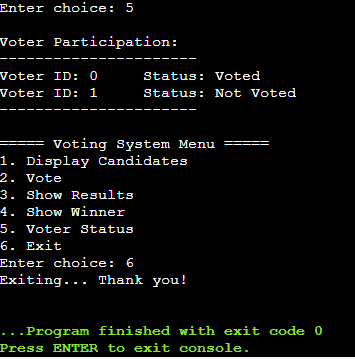 Enter choice: 5
Voter Participation:
----------------------
Voter ID: 0     Status: Voted
Voter ID: 1     Status: Not Voted
----------------------
===== Voting System Menu =====
1. Display Candidates
2. Vote
3. Show Results
4. Show Winner
5. Voter Status
6. Exit
Enter choice: 6
Exiting... Thank you!
...Program finished with exit code 0
Press ENTER to exit console.